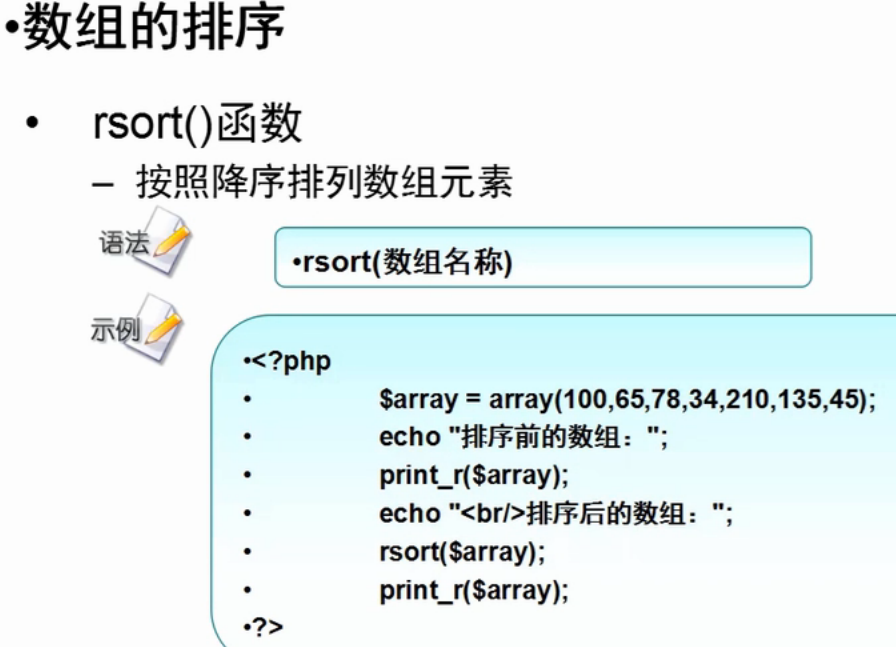 •数组的排序
• rsort()函数
– 按照降序排列数组元素
语法
•rsort(数组名称)
示例
•<?php
• $array = array(100,65,78,34,210,135,45);
• echo "排序前的数组：";
• print_r($array);
• echo "<br/>排序后的数组：";
• rsort($array);
• print_r($array);
•?>